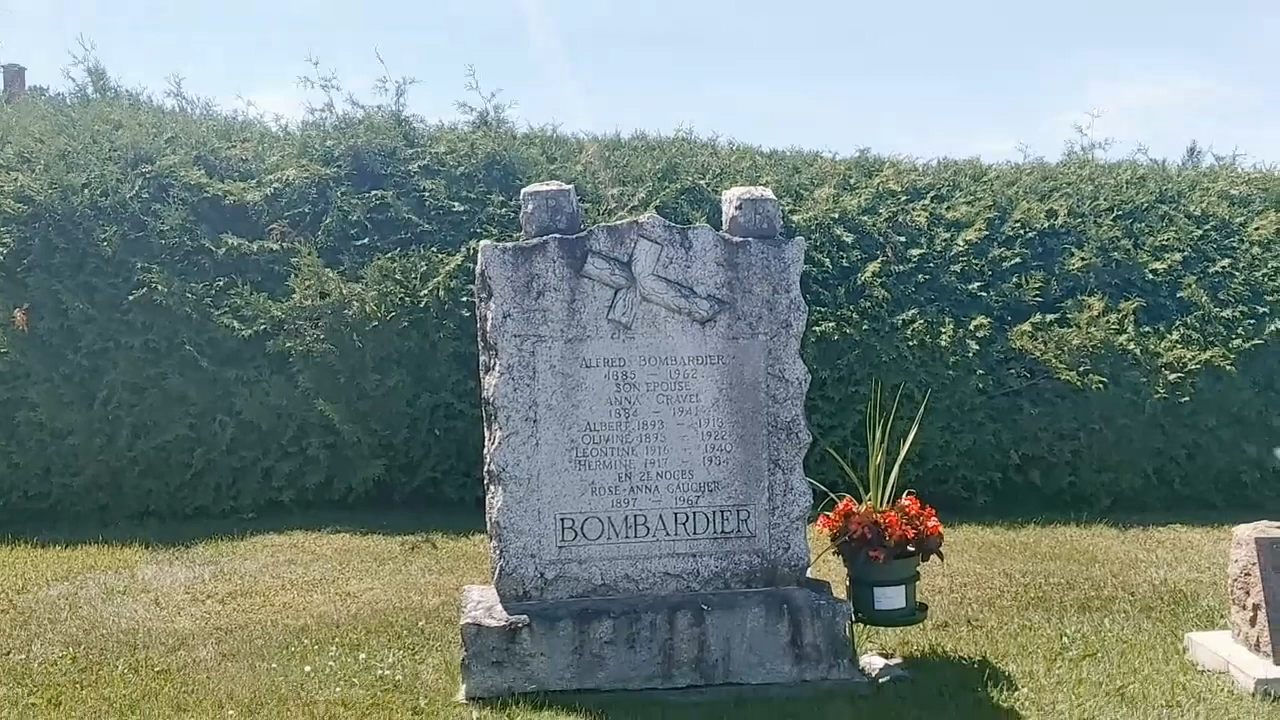 ALFRED BOMBARDIER
1885 — 1962
SON EPOUSE
ANNA GRAVEL
1884 — 1941
ALBERT 1893 — 1918
OLIVINE 1895 — 1922
LEONTINE 1916 — 1940
HERMINE 1917 — 1934
EN 2E NOCES
ROSE-ANNA GAUCHER
1897 1967
BOMBARDIER